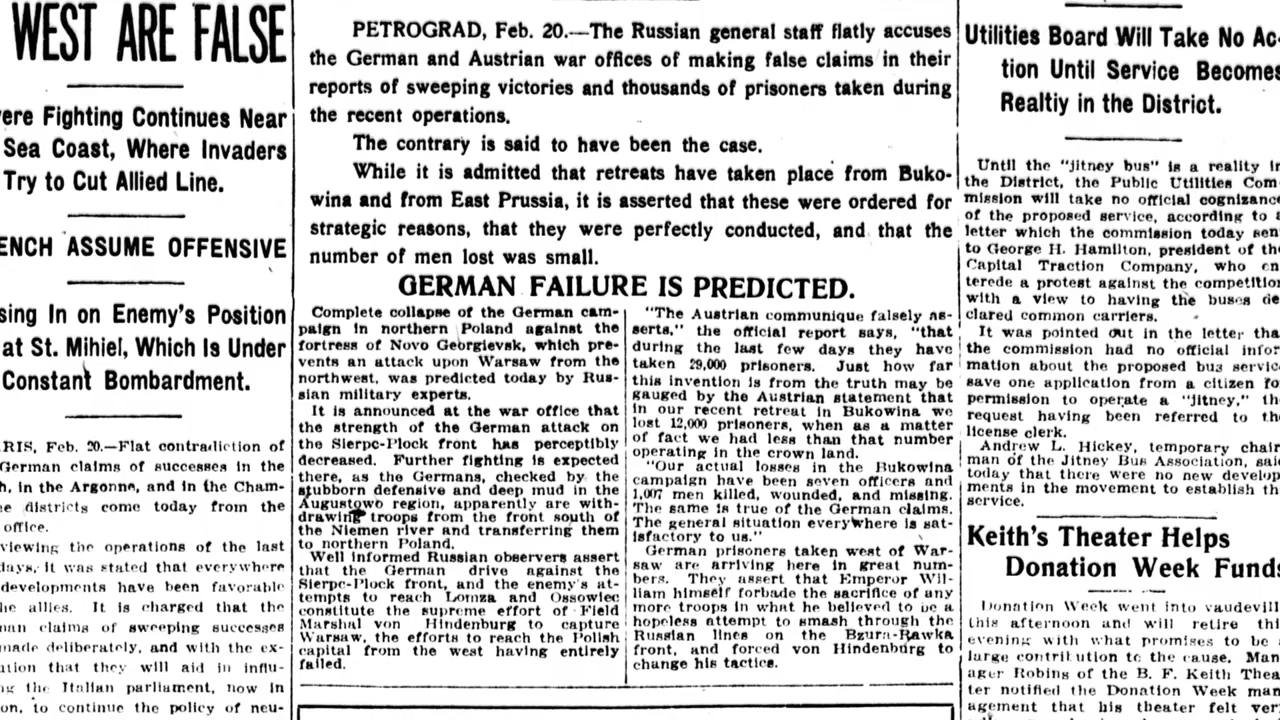 WEST ARE FALSE
Fighting Continues Near
Sea Coast, Where Invaders
Try to Cut Allied Line.
ASSUME OFFENSIVE
In on Enemy's Position
at St. Mihiel, Which Is Under
Constant Bombardment.
Feb. 20.—Flat contradiction of
German claims of successes in the
in the Argonne, and in the Cham-
districts come today from the
office.
the operations of the last
it was stated that everywhere
developments have been favorable
allies. It is charged that the
claims of sweeping successes
deliberately, and with the ex-
that they will aid in influ-
the Italian parliament, now in
to continue the policy of neu-
PETROGRAD, Feb. 20.—The Russian general staff flatly accuses
the German and Austrian war offices of making false claims in their
reports of sweeping victories and thousands of prisoners taken during
the recent operations.
The contrary is said to have been the case.
While it is admitted that retreats have taken place from Buko-
wina and from East Prussia, it is asserted that these were ordered for
strategic reasons, that they were perfectly conducted, and that the
number of men lost was small.
GERMAN FAILURE IS PREDICTED.
Complete collapse of the German cam-
paign in northern Poland against the
fortress of Novo Georgievsk, which pre-
vents an attack upon Warsaw from the
northwest, was predicted today by Rus-
sian military experts.
It is announced at the war office that
the strength of the German attack on
the Sierpc-Plock front has perceptibly
decreased. Further fighting is expected
there, as the Germans, checked by the
stubborn defensive and deep mud in the
Augustowo region, apparently are with-
drawing troops from the front south of
the Niemen river and transferring them
to northern Poland.
Well informed Russian observers assert
that the German drive against the
Sierpc-Plock front, and the enemy's at-
tempts to reach Lomza and Ossowiec
constitute the supreme effort of Field
Marshal von Hindenburg to capture
Warsaw, the efforts to reach the Polish
capital from the west having entirely
failed.
"The Austrian communique falsely as-
serts," the official report says, "that
during the last few days they have
taken 29,000 prisoners. Just how far
this invention is from the truth may be
gauged by the Austrian statement that
in our recent retreat in Bukowina we
lost 12,000 prisoners, when as a matter
of fact we had less than that number
operating in the crown land.
"Our actual losses in the Bukowina
campaign have been seven officers and
1,007 men killed, wounded, and missing.
The same is true of the German claims.
The general situation everywhere is sat-
isfactory to us."
German prisoners taken west of War-
saw are arriving here in great num-
bers. They assert that Emperor Wil-
liam himself forbade the sacrifice of any
more troops in what he believed to be a
hopeless attempt to smash through the
Russian lines on the Bzura-Rawka
front, and forced von Hindenburg to
change his tactics.
Utilities Board Will Take No Ac-
tion Until Service Becomes
Realtiy in the District.
Until the "jitney bus" is a reality in
the District, the Public Utilities Com
mission will take no official cognizance
of the proposed service, according to a
letter which the commission today sen
to George H. Hamilton, president of the
Capital Traction Company, who en
terede a protest against the competition
with a view to having the buses de
clared common carriers.
It was pointed out in the letter tha
the commission had no official infor
mation about the proposed bus service
save one application from a citizen fo
permission to operate a "jitney," th
request having been referred to th
license clerk.
Andrew L. Hickey, temporary chair
man of the Jitney Bus Association, said
today that there were no new develop
ments in the movement to establish th
service.
Keith's Theater Helps
Donation Week Funds
Donation Week went into vaudevill
this afternoon and will retire thi
evening with what promises to be a
large contribution to the cause. Man
ager Robins of the B. F. Keith Thea
ter notified the Donation Week man
agement that his theater felt ver